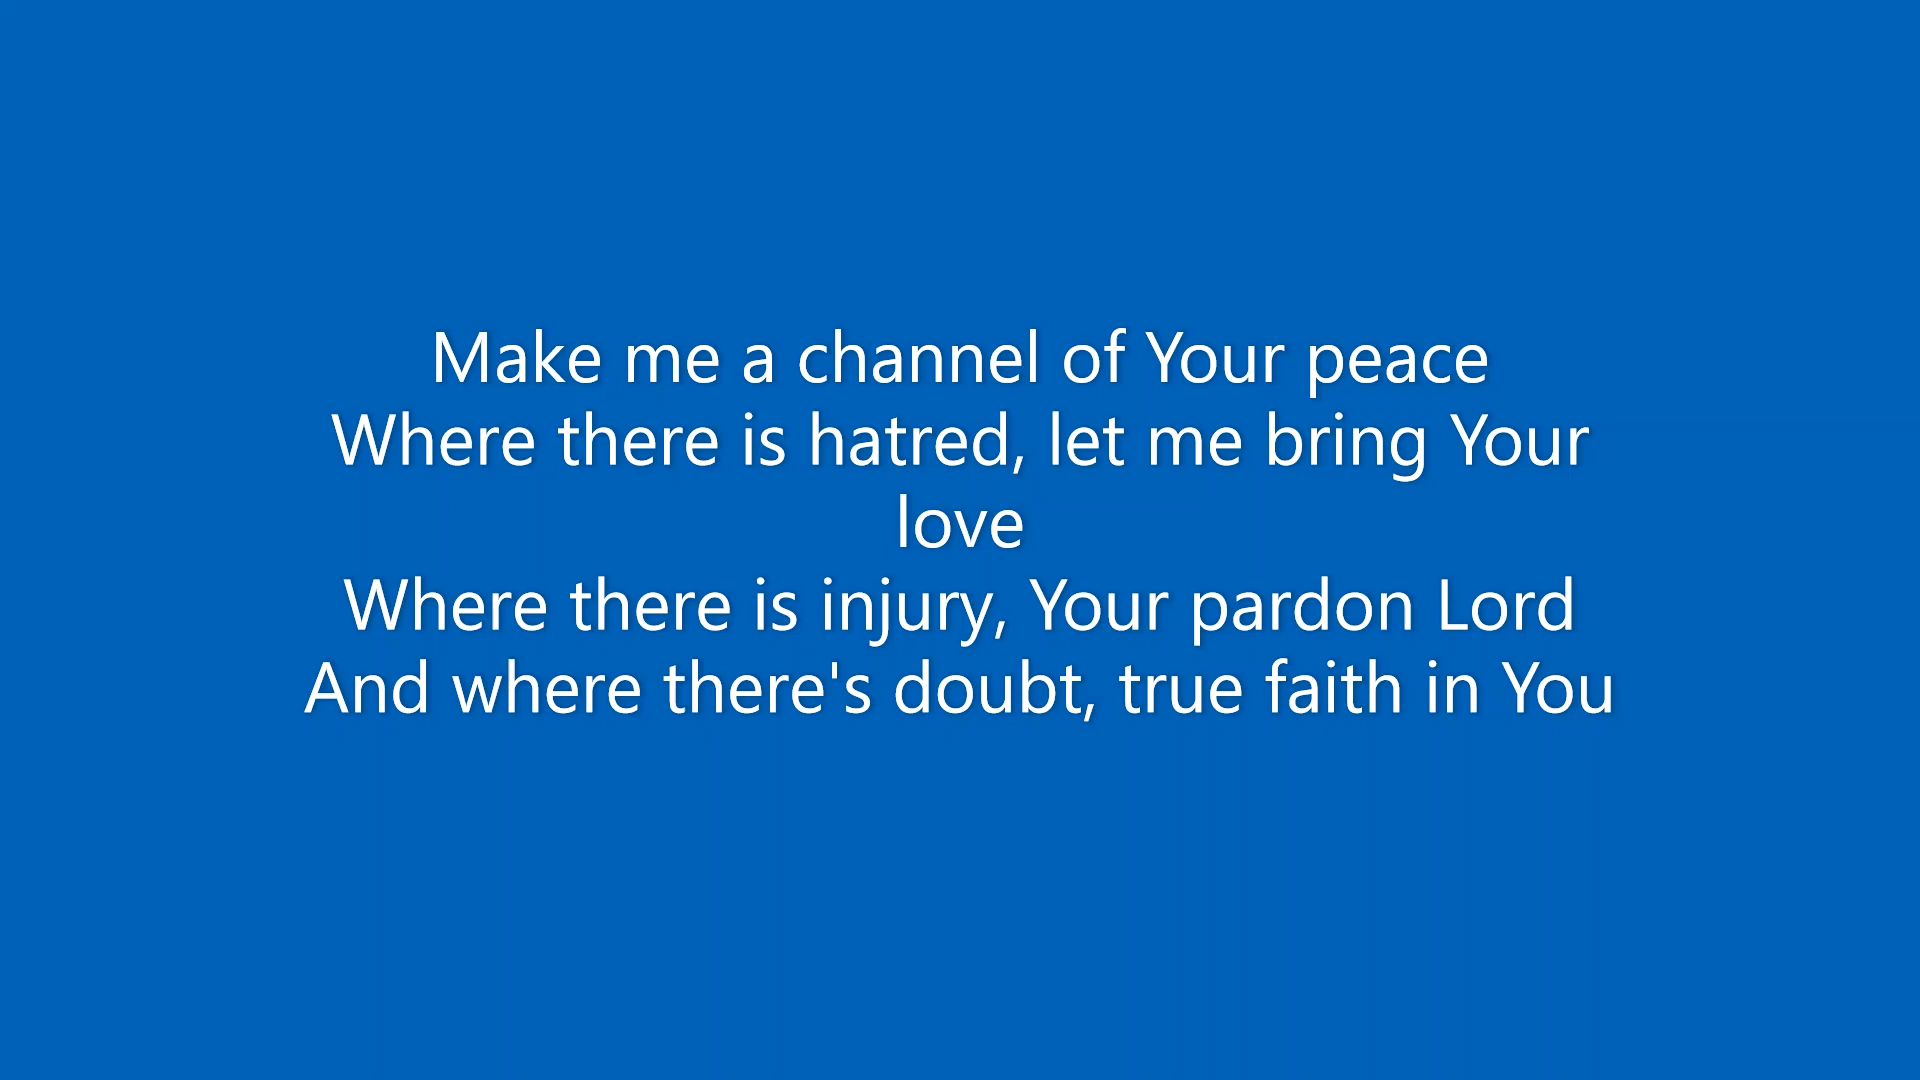 Make me a channel of Your peace
Where there is hatred, let me bring Your
love
Where there is injury, Your pardon Lord
And where there's doubt, true faith in You